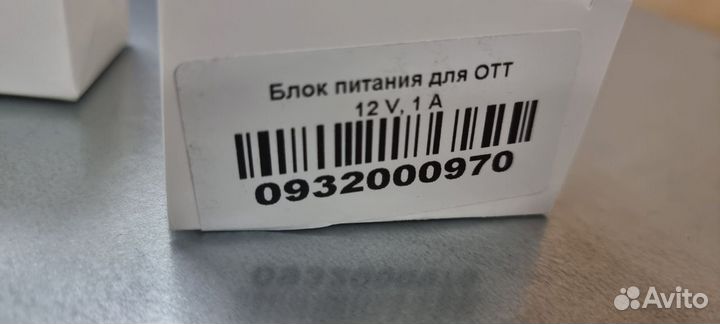 Блок питания для ОТТ
12 V, 1 A
0932000970
Avito